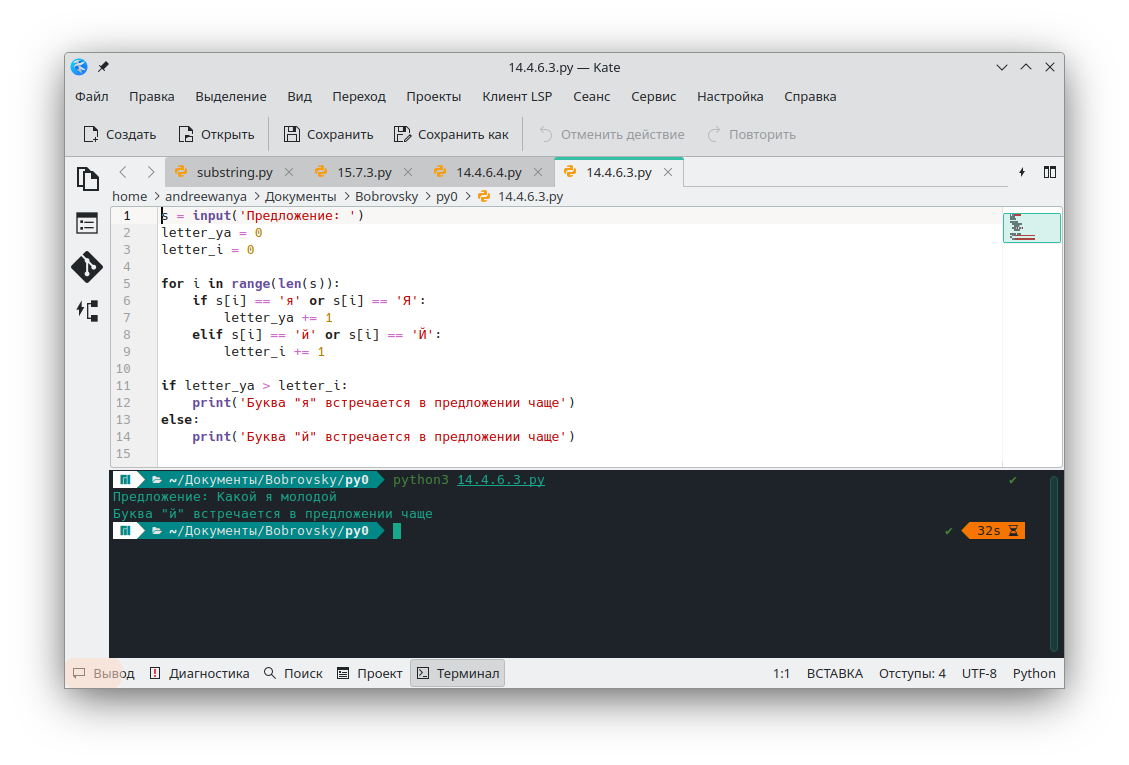 14.4.6.3.py — Kate
Файл Правка Выделение Вид Переход Проекты Клиент LSP Сеанс Сервис Настройка Справка
Создать Открыть Сохранить Сохранить как Отменить действие Повторить
substring.py 15.7.3.py 14.4.6.4.py 14.4.6.3.py
home > andreewanya > Документы > Bobrovsky > py0 > 14.4.6.3.py
1 s = input('Предложение: ')
2 letter_ya = 0
3 letter_i = 0
4
5 for i in range(len(s)):
6     if s[i] == 'я' or s[i] == 'Я':
7         letter_ya += 1
8     elif s[i] == 'й' or s[i] == 'Й':
9         letter_i += 1
10
11 if letter_ya > letter_i:
12     print('Буква "я" встречается в предложении чаще')
13 else:
14     print('Буква "й" встречается в предложении чаще')
15
~/Документы/Bobrovsky/py0 python3 14.4.6.3.py ✔
Предложение: Какой я молодой
Буква "й" встречается в предложении чаще
~/Документы/Bobrovsky/py0 ✔ 32s
Вывод Диагностика Поиск Проект Терминал 1:1 ВСТАВКА Отступы: 4 UTF-8 Python